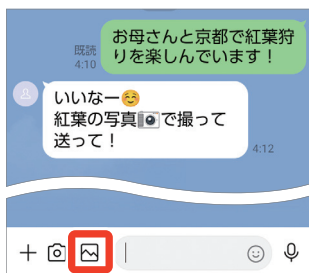 お母さんと京都で紅葉狩
りを楽しんでいます！
既読
4:10
いいなー☺️
紅葉の写真📷で撮って
送って！
4:12